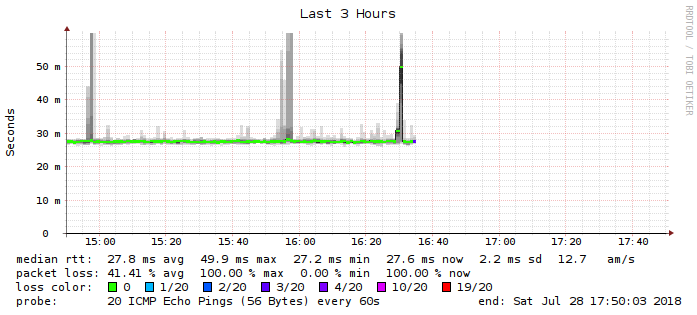 Last 3 Hours
RRDTOOL / TOBI OETIKER
Seconds
50 m
40 m
30 m
20 m
10 m
0
15:00 15:20 15:40 16:00 16:20 16:40 17:00 17:20 17:40
median rtt: 27.8 ms avg 49.9 ms max 27.2 ms min 27.6 ms now 2.2 ms sd 12.7 am/s
packet loss: 41.41 % avg 100.00 % max 0.00 % min 100.00 % now
loss color: 0 1/20 2/20 3/20 4/20 10/20 19/20
probe: 20 ICMP Echo Pings (56 Bytes) every 60s end: Sat Jul 28 17:50:03 2018